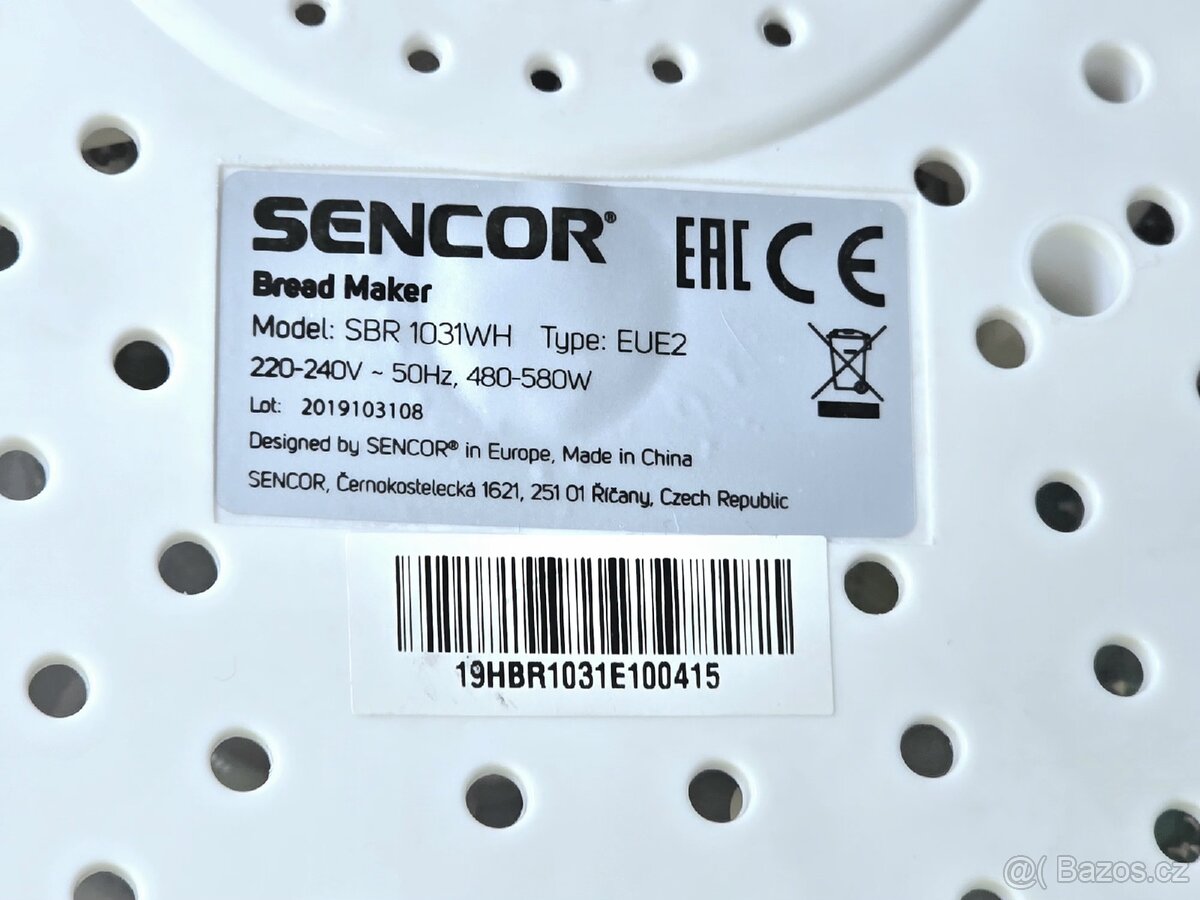 SENCOR®
EAC CE
Bread Maker
Model: SBR 1031WH Type: EUE2
220-240V ~ 50Hz, 480-580W
Lot: 2019103108
Designed by SENCOR® in Europe, Made in China
SENCOR, Černokostelecká 1621, 251 01 Říčany, Czech Republic
19HBR1031E100415
@( Bazos.cz